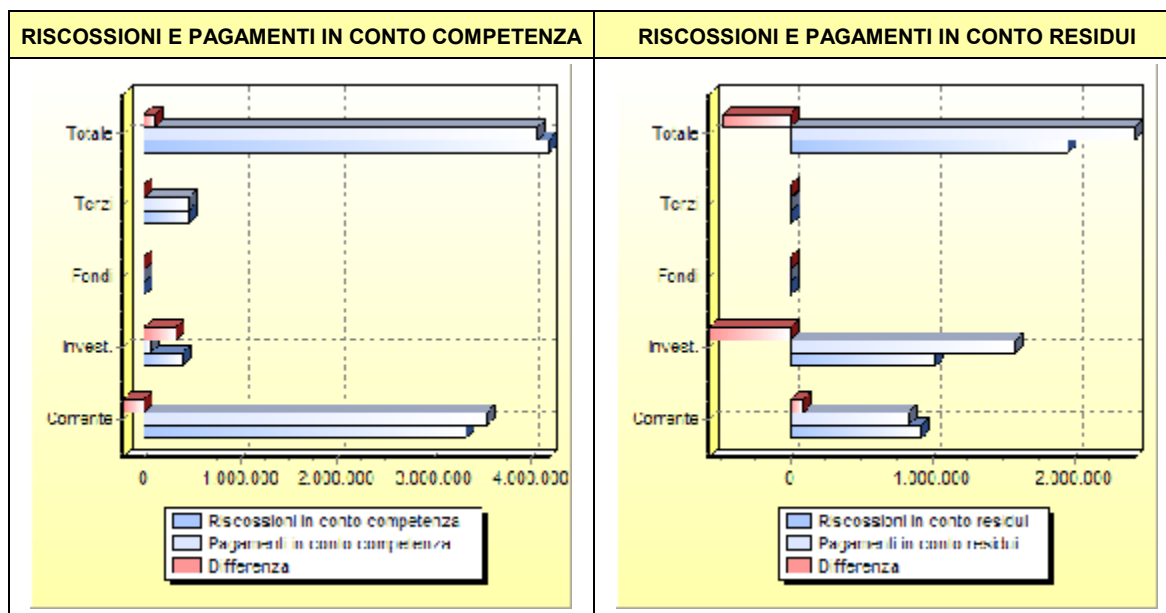 RISCOSSIONI E PAGAMENTI IN CONTO COMPETENZA
Totale
Terzi
Fondi
Invest.
Corrente
0 1.000.000 2.000.000 3.000.000 4.000.000
Riscossioni in conto competenza
Pagamenti in conto competenza
Differenza
RISCOSSIONI E PAGAMENTI IN CONTO RESIDUI
Totale
Terzi
Fondi
Invest.
Corrente
0 1.000.000 2.000.000
Riscossioni in conto residui
Pagamenti in conto residui
Differenza